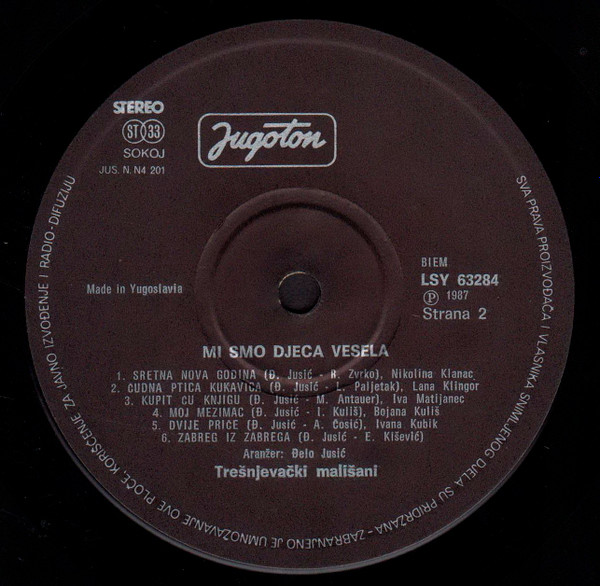 STEREO
ST 33
SOKOJ
JUS. N. N4 201
Jugoton
Made in Yugoslavia
BIEM
LSY 63284
Ⓟ 1987
Strana 2
MI SMO DJECA VESELA
1. SRETNA NOVA GODINA (Đ. Jusić - R. Zvrko), Nikolina Klanac
2. ČUDNA PTICA KUKAVICA (Đ. Jusić - L. Paljetak), Lana Klingor
3. KUPIT ĆU KNJIGU (Đ. Jusić - I. Antauer), Iva Matijanec
4. MOJ MEZIMAC (Đ. Jusić - I. Kuliš), Bojana Kuliš
5. DVIJE PRIČE (Đ. Jusić - A. Ćosić), Ivana Kubik
6. ZABREG IZ ZABREGA (Đ. Jusić - E. Kišević)
Aranžer: Đelo Jusić
Trešnjevački mališani
SVA PRAVA PROIZVOĐAČA I VLASNIKA SNIMLJENOG DJELA SU PRIDRŽANA - ZABRANJENO JE UMNOŽAVANJE OVE PLOČE, KORIŠĆENJE ZA JAVNO IZVOĐENJE I RADIO-DIFUZIJU